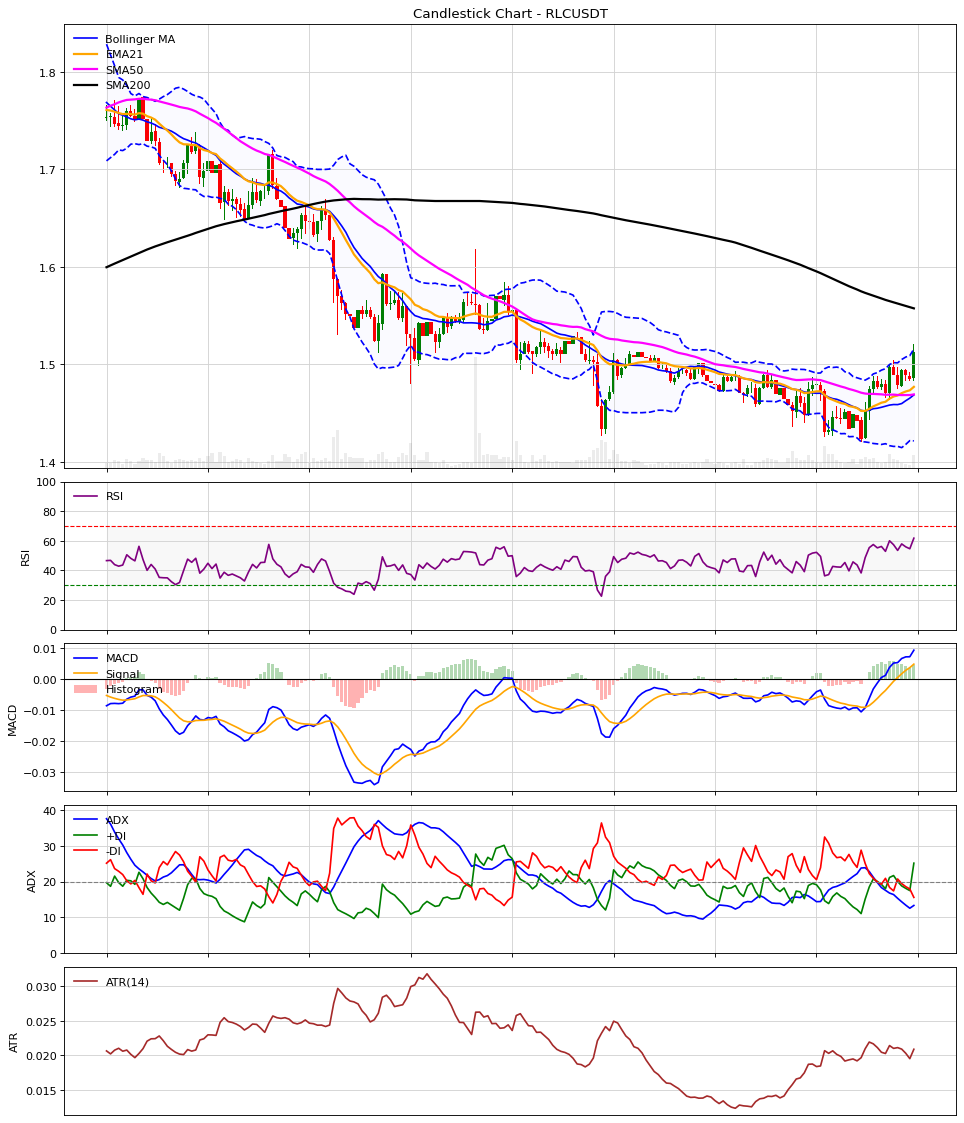 Candlestick Chart - RLCUSDT
Bollinger MA
EMA21
SMA50
SMA200
1.8
1.7
1.6
1.5
1.4
RSI
RSI
100
80
60
40
20
0
MACD
Signal
Histogram
MACD
0.01
0.00
−0.01
−0.02
−0.03
ADX
+DI
-DI
ADX
40
30
20
10
0
ATR(14)
ATR
0.030
0.025
0.020
0.015